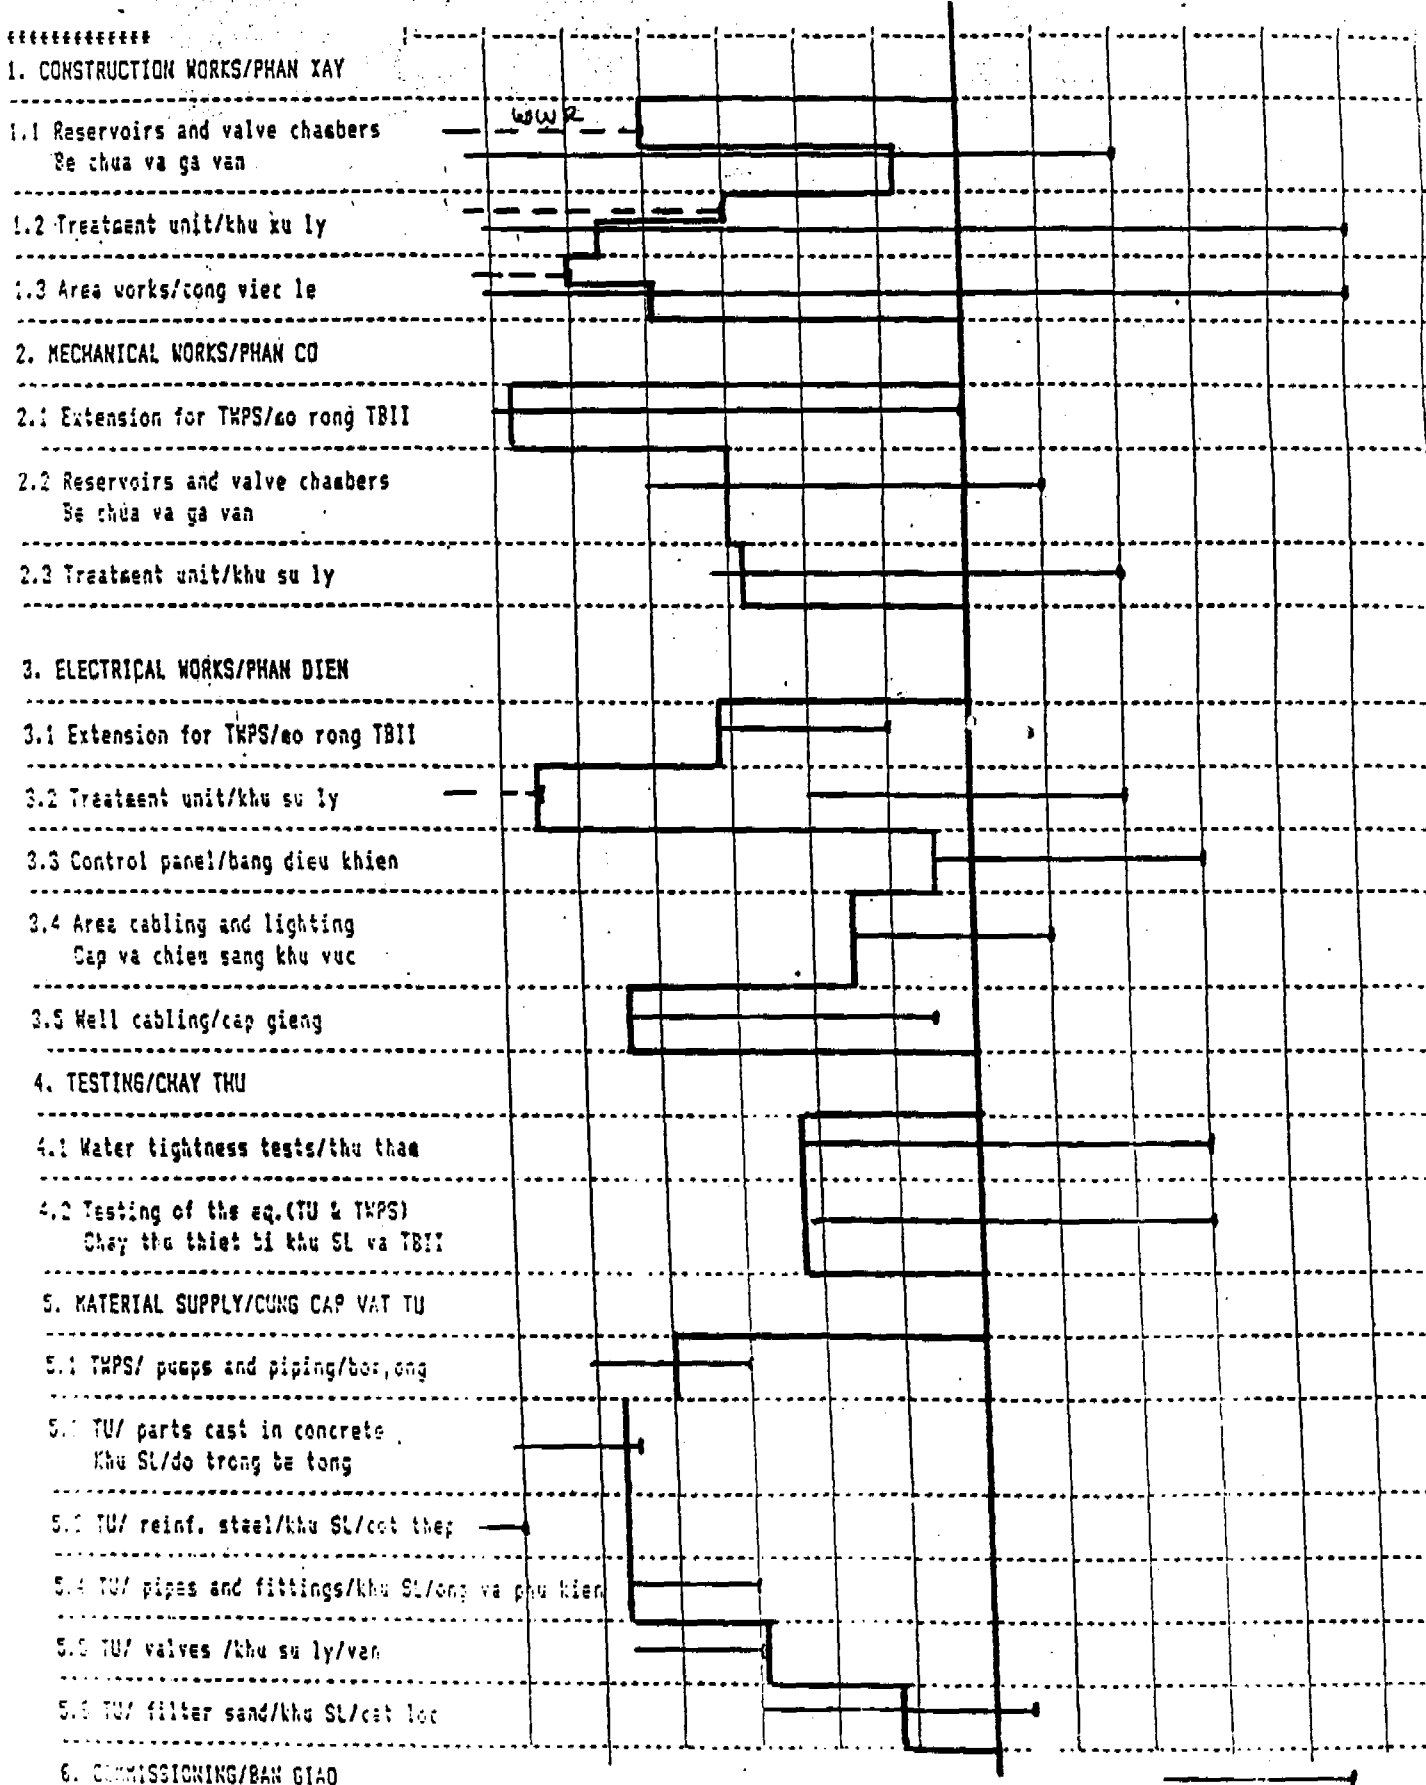 1. CONSTRUCTION WORKS/PHAN XAY
WWR
1.1 Reservoirs and valve chambers
Be chua va ga van
1.2 Treatment unit/khu xu ly
1.3 Area works/cong viec le
2. MECHANICAL WORKS/PHAN CO
2.1 Extension for TWPS/mo rong TBII
2.2 Reservoirs and valve chambers
Be chua va ga van
2.3 Treatment unit/khu su ly
3. ELECTRICAL WORKS/PHAN DIEN
3.1 Extension for TWPS/mo rong TBII
3.2 Treatment unit/khu su ly
3.3 Control panel/bang dieu khien
3.4 Area cabling and lighting
Cap va chieu sang khu vuc
3.5 Well cabling/cap gieng
4. TESTING/CHAY THU
4.1 Water tightness tests/thu tham
4.2 Testing of the eq.(TU & TWPS)
Chay thu thiet bi khu SL va TBII
5. MATERIAL SUPPLY/CUNG CAP VAT TU
5.1 TWPS/ pumps and piping/bom,ong
TU/ parts cast in concrete
Khu SL/do trong be tong
TU/ reinf. steel/khu SL/cot thep
5.4 TU/ pipes and fittings/khu SL/ong va phu kien
TU/ valves /khu su ly/van
TU/ filter sand/khu SL/cat loc
6. COMMISSIONING/BAN GIAO